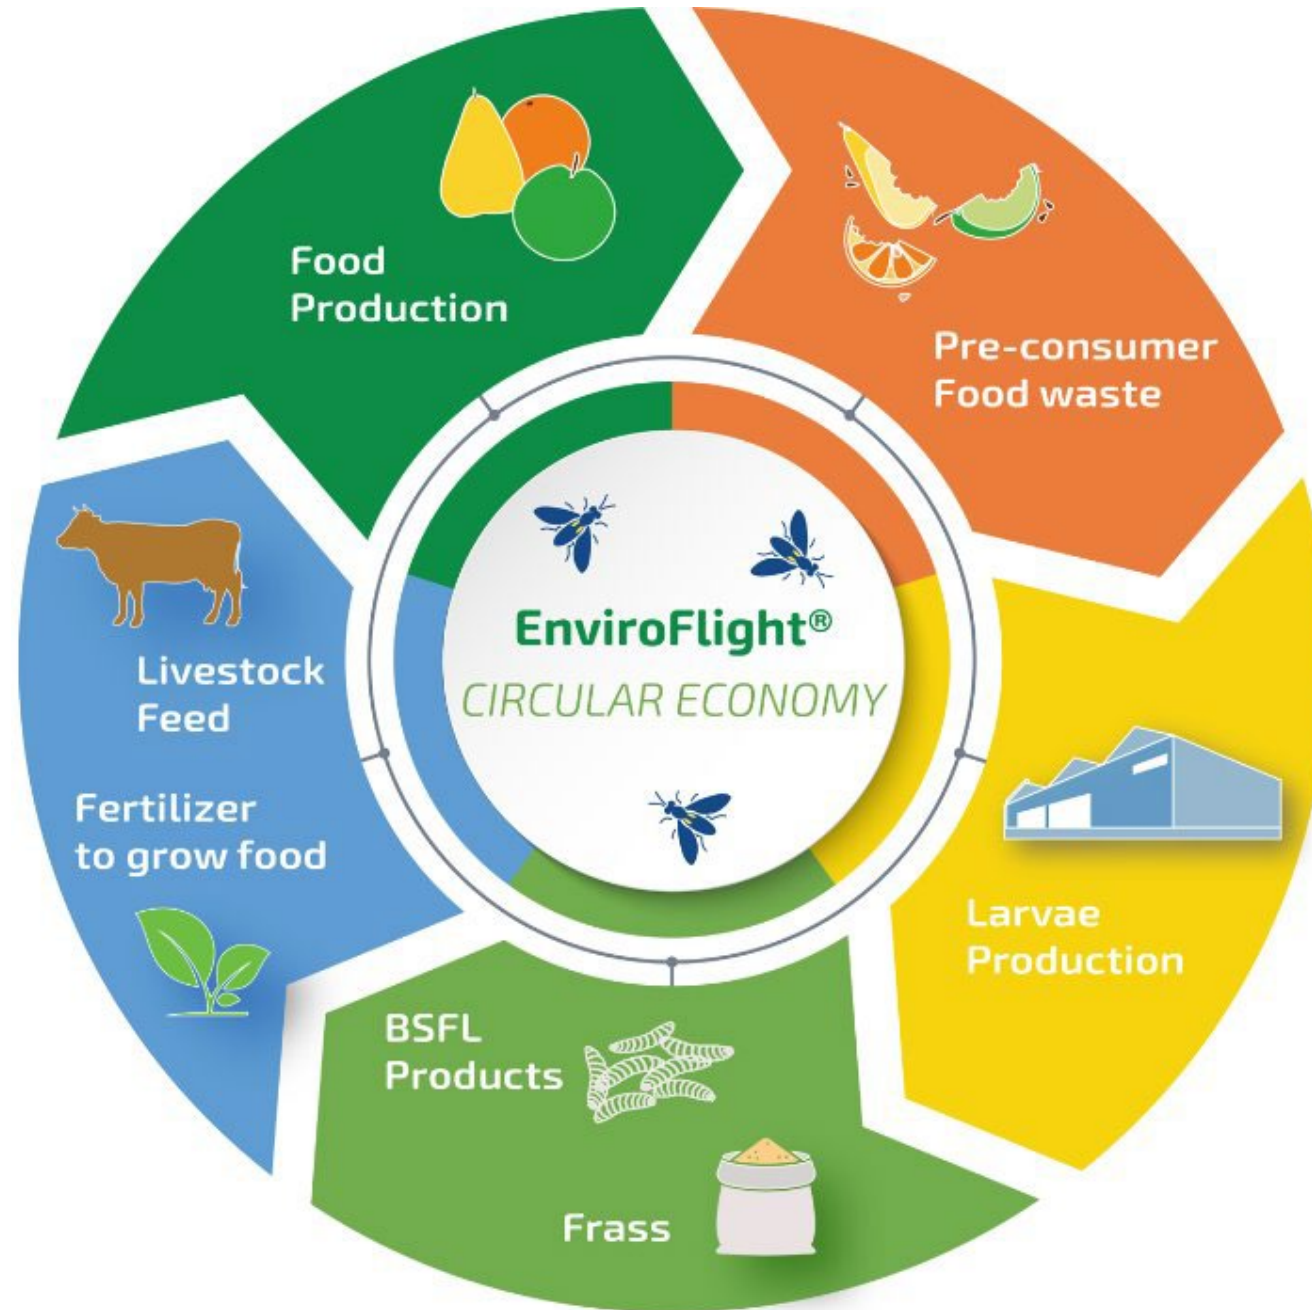 Food
Production
Pre-consumer
Food waste
EnviroFlight®
CIRCULAR ECONOMY
Larvae
Production
BSFL
Products
Frass
Livestock
Feed
Fertilizer
to grow food